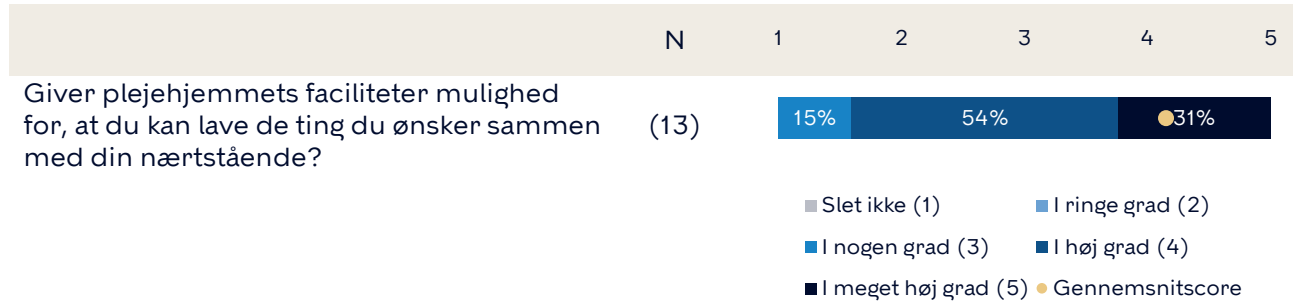 N 1 2 3 4 5
Giver plejehjemmets faciliteter mulighed
for, at du kan lave de ting du ønsker sammen
med din nærtstående?
(13)
15% 54% 31%
Slet ikke (1) I ringe grad (2)
I nogen grad (3) I høj grad (4)
I meget høj grad (5) Gennemsnitscore